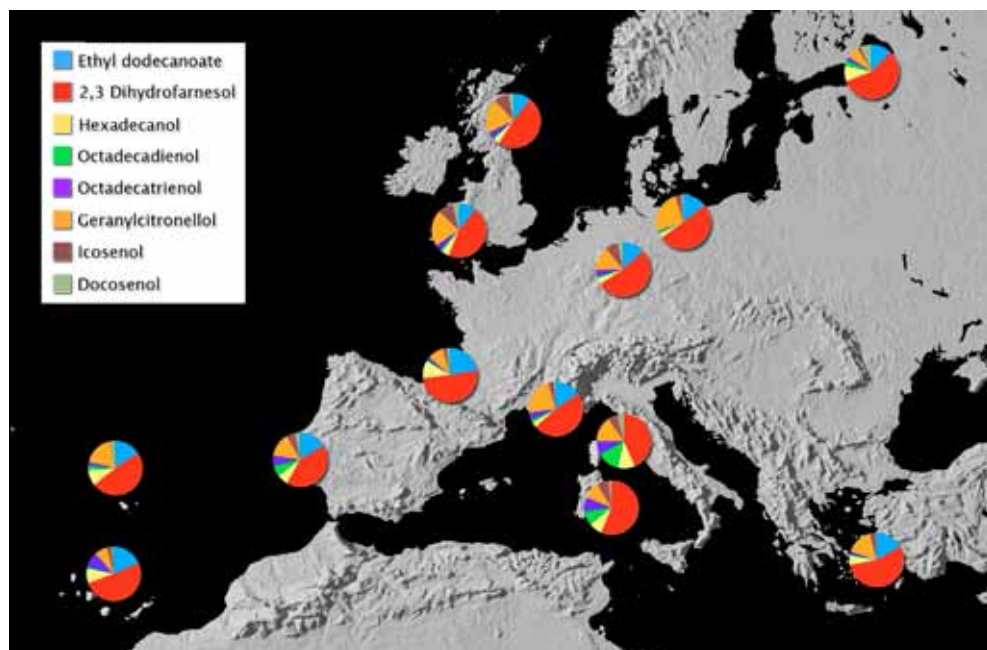 Ethyl dodecanoate
2,3 Dihydrofarnesol
Hexadecanol
Octadecadienol
Octadecatrienol
Geranylcitronellol
Icosenol
Docosenol